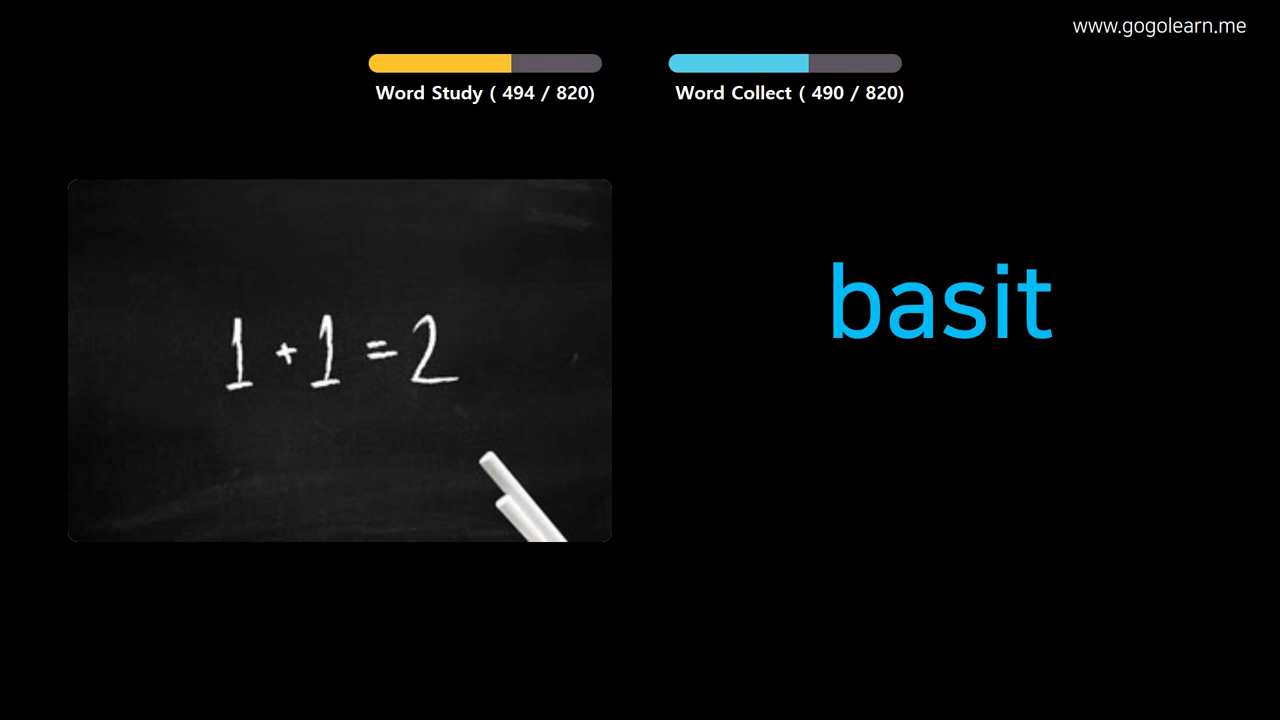 www.gogolearn.me
Word Study ( 494 / 820)
Word Collect ( 490 / 820)
1 + 1 = 2
basit